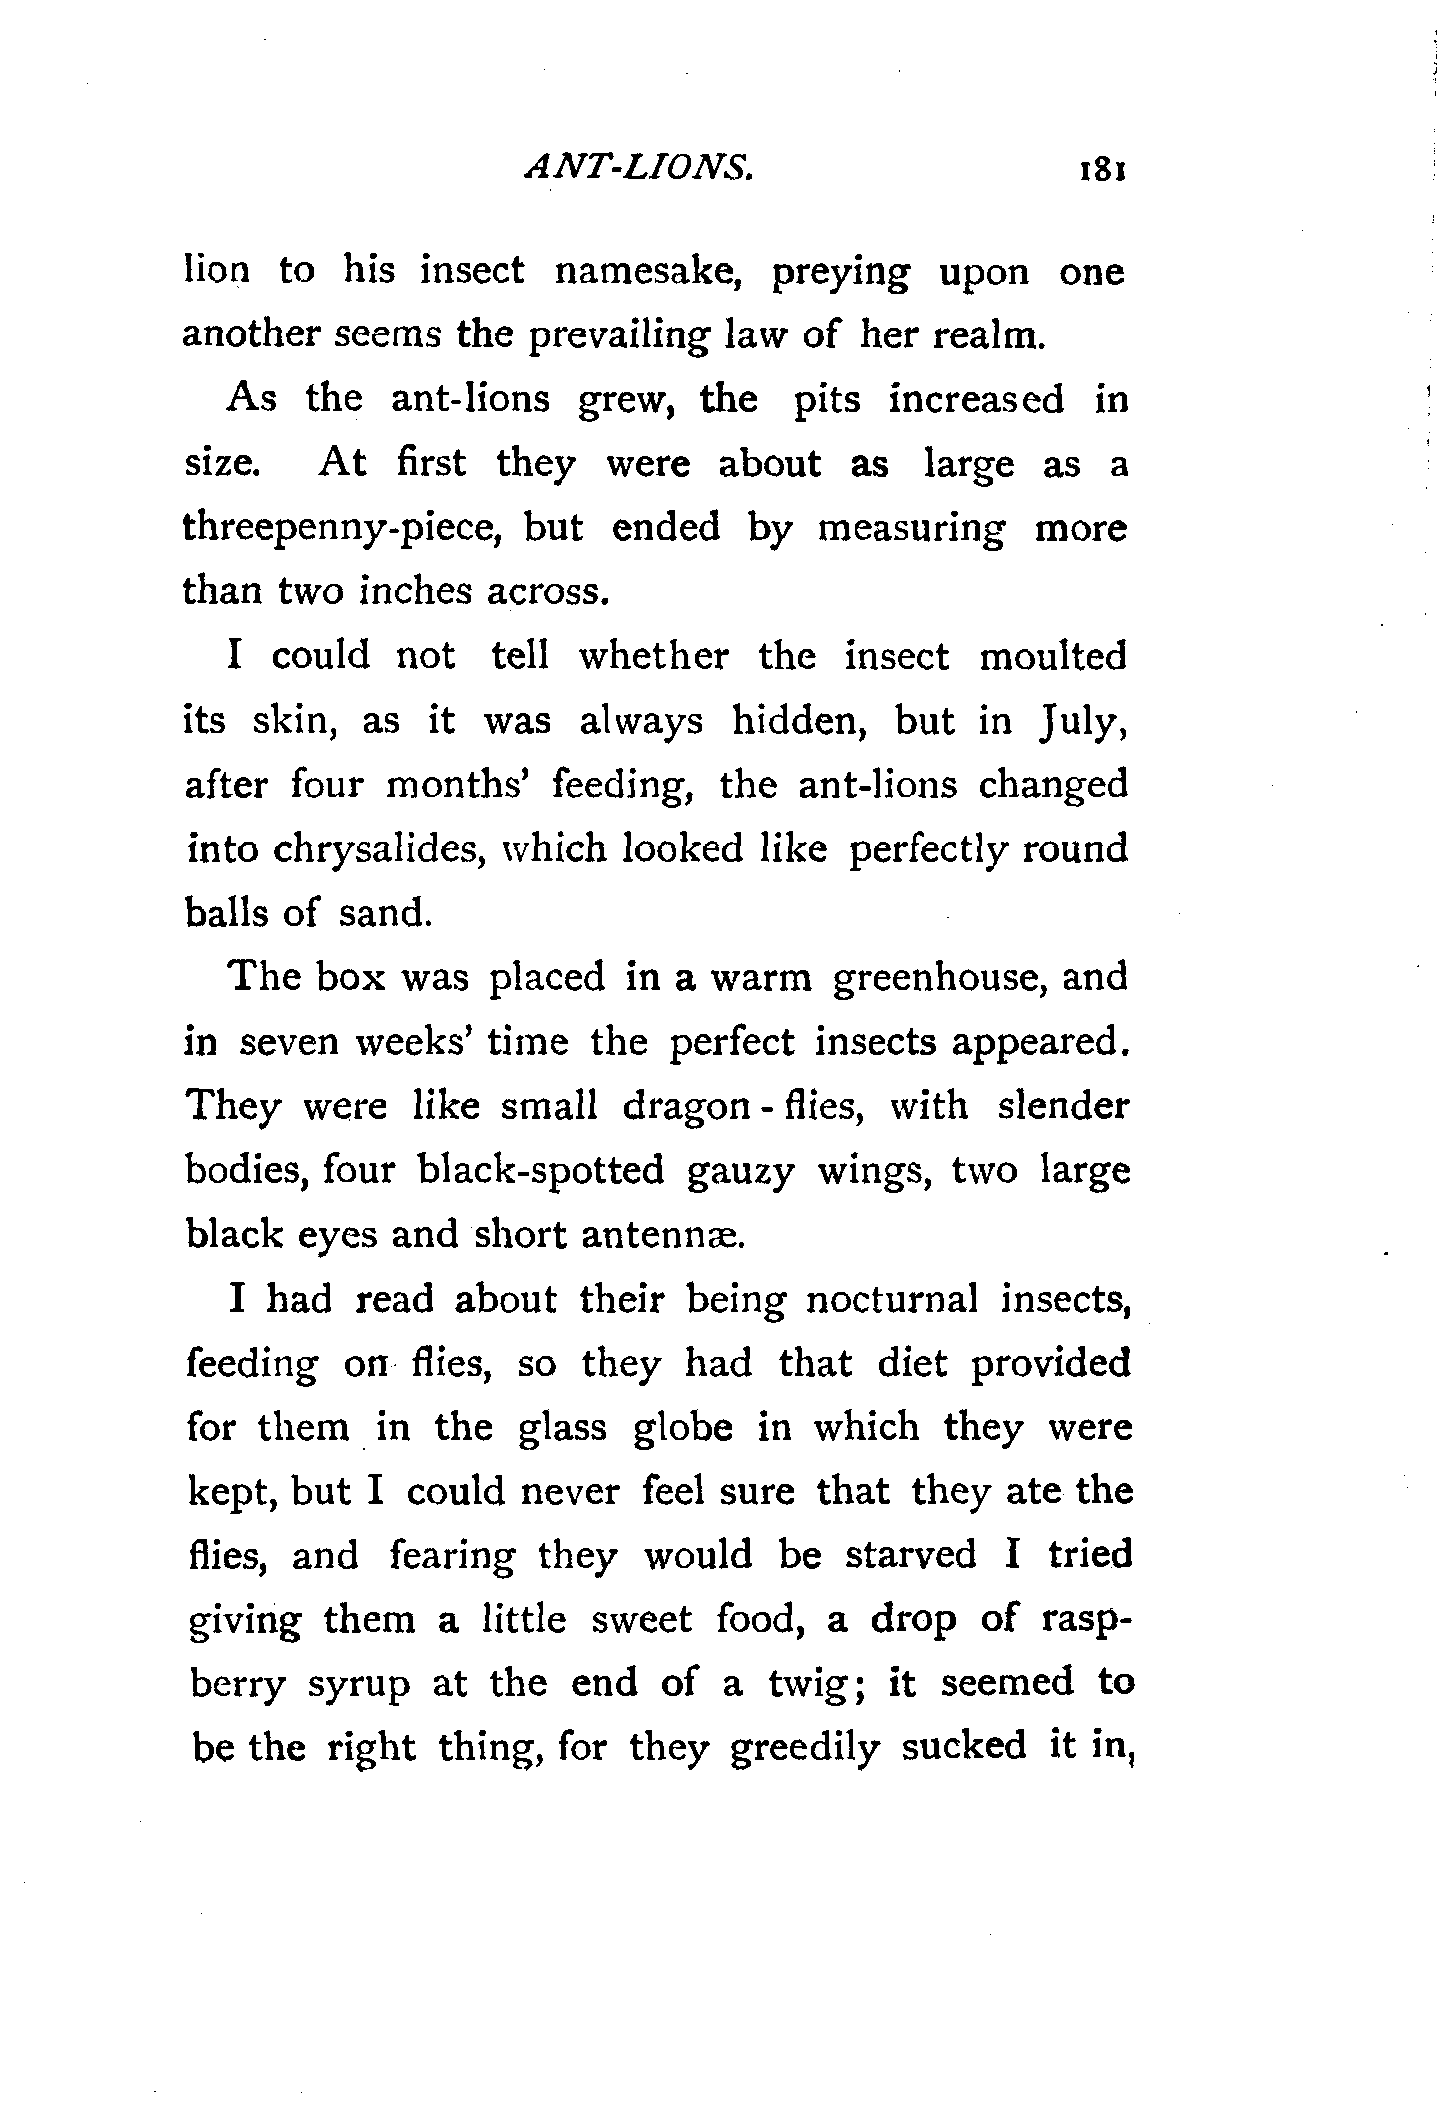 ANT-LIONS. 181
lion to his insect namesake, preying upon one
another seems the prevailing law of her realm.
As the ant-lions grew, the pits increased in
size. At first they were about as large as a
threepenny-piece, but ended by measuring more
than two inches across.
I could not tell whether the insect moulted
its skin, as it was always hidden, but in July,
after four months' feeding, the ant-lions changed
into chrysalides, which looked like perfectly round
balls of sand.
The box was placed in a warm greenhouse, and
in seven weeks' time the perfect insects appeared.
They were like small dragon-flies, with slender
bodies, four black-spotted gauzy wings, two large
black eyes and short antennæ.
I had read about their being nocturnal insects,
feeding on flies, so they had that diet provided
for them in the glass globe in which they were
kept, but I could never feel sure that they ate the
flies, and fearing they would be starved I tried
giving them a little sweet food, a drop of rasp-
berry syrup at the end of a twig; it seemed to
be the right thing, for they greedily sucked it in,